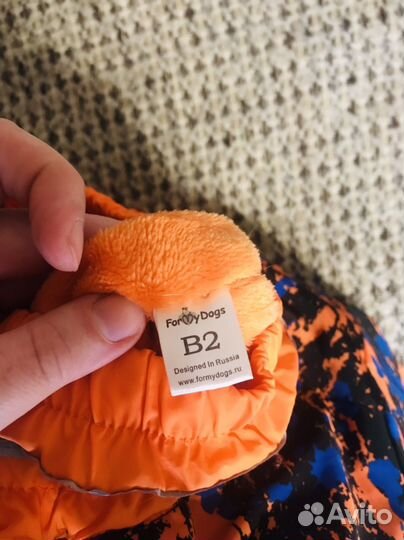 ForMyDogs
B2
Designed In Russia
www.formydogs.ru
Avito